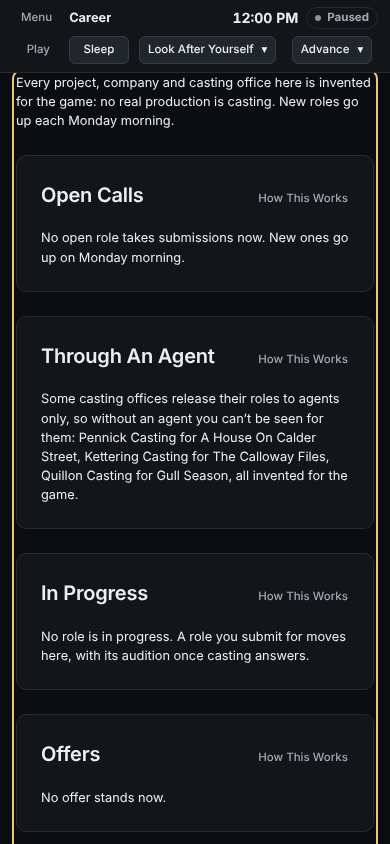 Menu Career 12:00 PM Paused
Play Sleep Look After Yourself ▾ Advance ▾
Every project, company and casting office here is invented
for the game: no real production is casting. New roles go
up each Monday morning.
Open Calls How This Works
No open role takes submissions now. New ones go
up on Monday morning.
Through An Agent How This Works
Some casting offices release their roles to agents
only, so without an agent you can’t be seen for
them: Pennick Casting for A House On Calder
Street, Kettering Casting for The Calloway Files,
Quillon Casting for Gull Season, all invented for the
game.
In Progress How This Works
No role is in progress. A role you submit for moves
here, with its audition once casting answers.
Offers How This Works
No offer stands now.